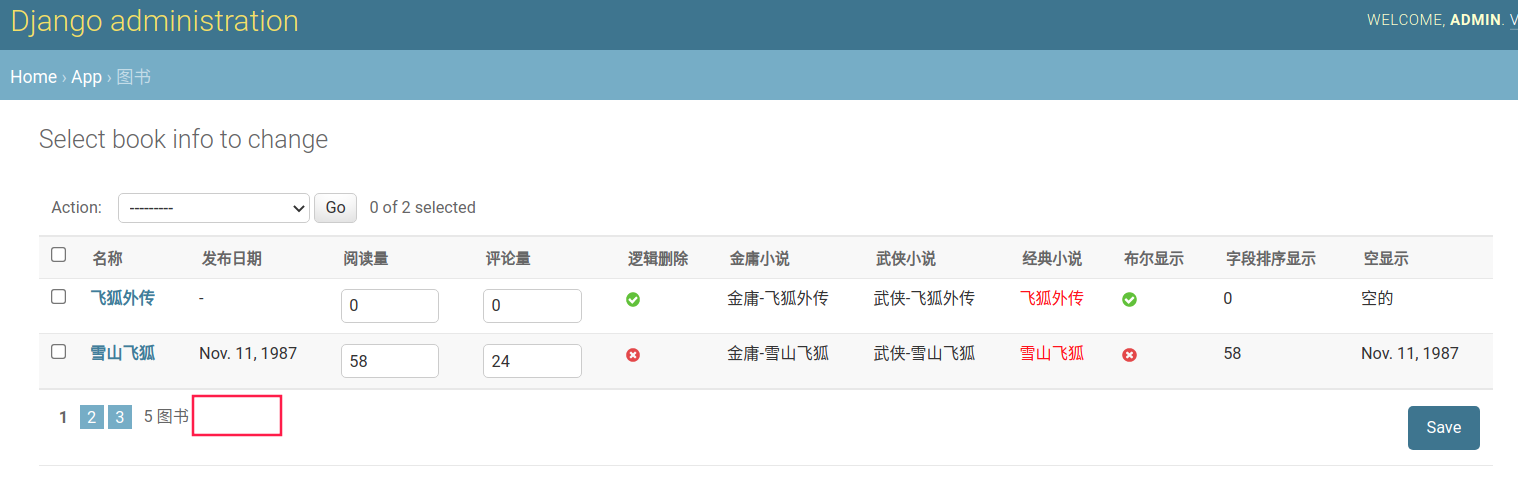 Django administration
WELCOME, ADMIN. V
Home › App › 图书
Select book info to change
Action: --------- Go 0 of 2 selected
名称 发布日期 阅读量 评论量 逻辑删除 金庸小说 武侠小说 经典小说 布尔显示 字段排序显示 空显示
飞狐外传 - 0 0 金庸-飞狐外传 武侠-飞狐外传 飞狐外传 0 空的
雪山飞狐 Nov. 11, 1987 58 24 金庸-雪山飞狐 武侠-雪山飞狐 雪山飞狐 58 Nov. 11, 1987
1 2 3 5 图书
Save